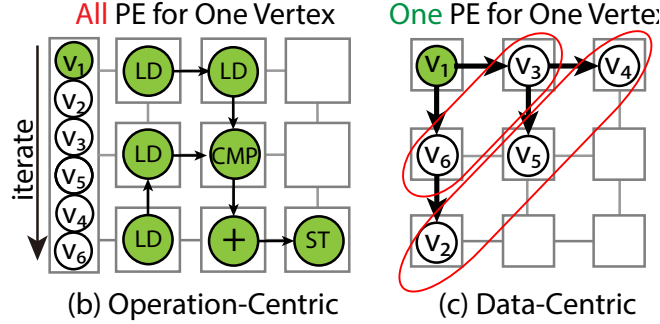 All PE for One Vertex
iterate
V1
V2
V3
V5
V4
V6
LD
LD
LD
CMP
LD
+
ST
(b) Operation-Centric
One PE for One Vertex
V1
V3
V4
V6
V5
V2
(c) Data-Centric